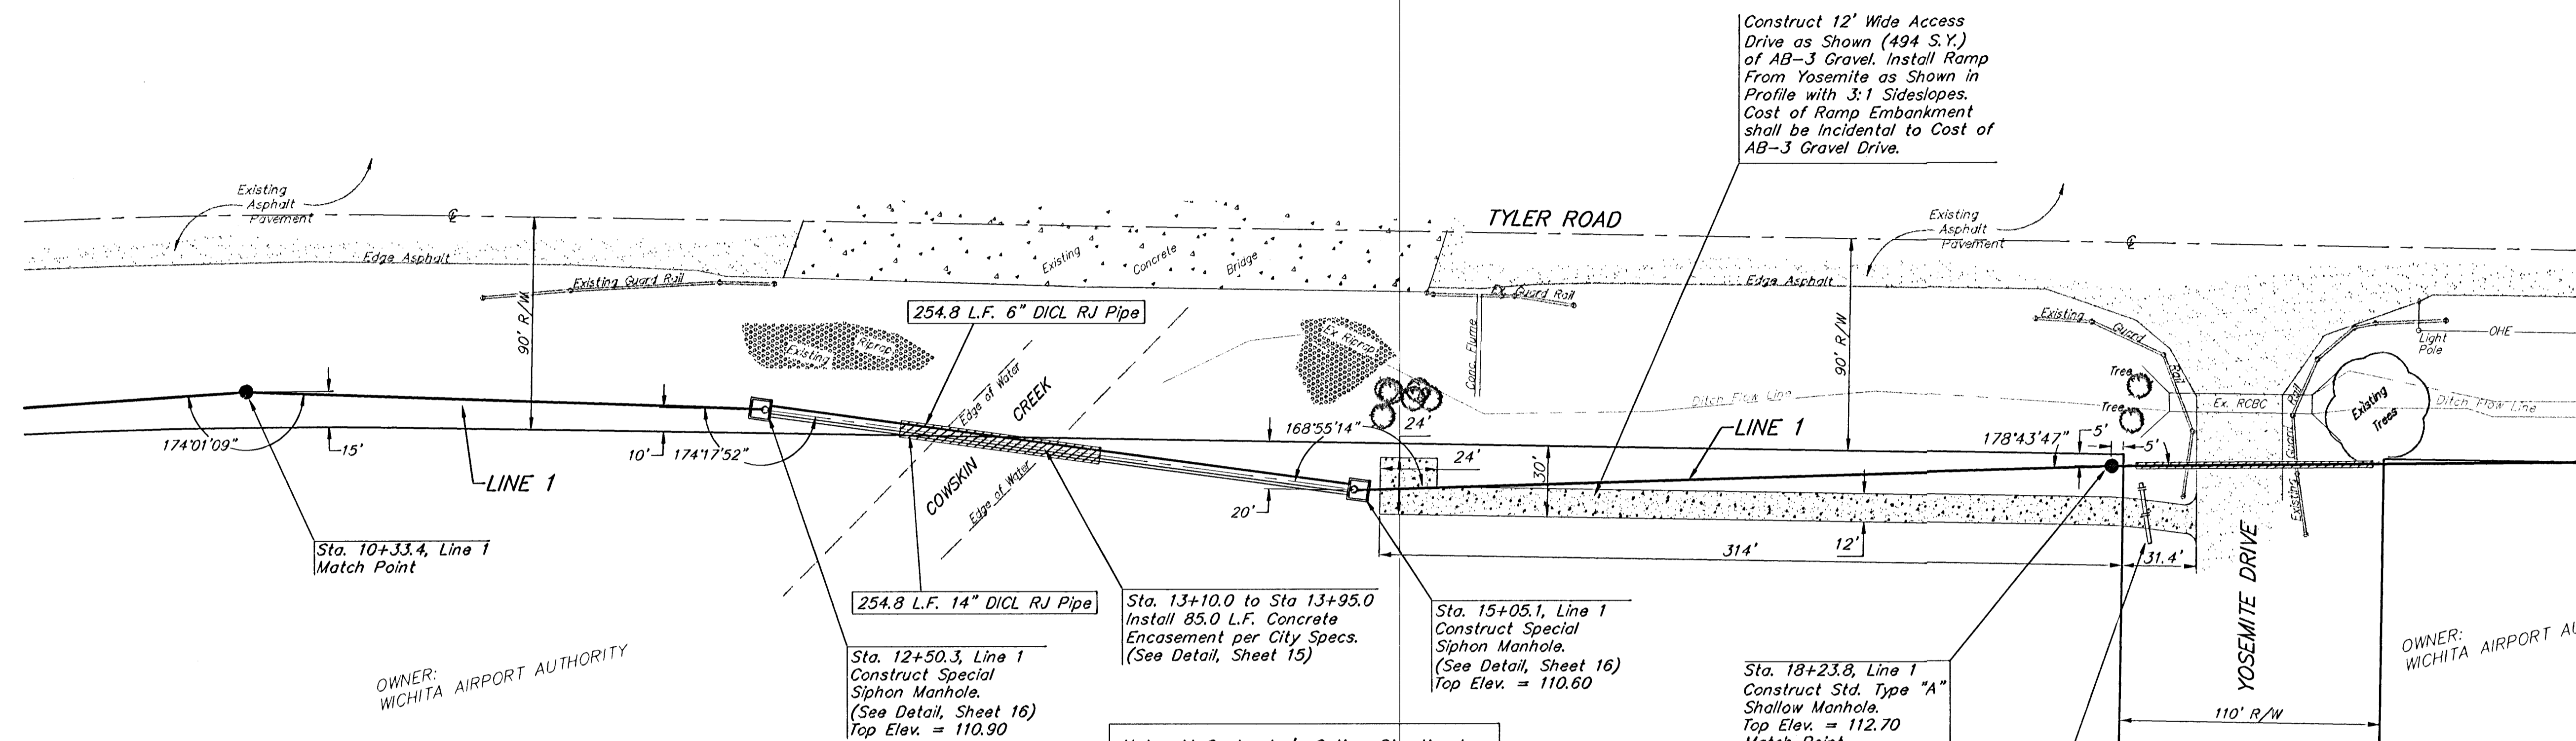 Construct 12' Wide Access
Drive as Shown (494 S.Y.)
of AB-3 Gravel. Install Ramp
From Yosemite as Shown in
Profile with 3:1 Sideslopes.
Cost of Ramp Embankment
shall be Incidental to Cost of
AB-3 Gravel Drive.
Existing
Asphalt
Pavement
℄
TYLER ROAD
Existing
Asphalt
Pavement
℄
Edge Asphalt
Existing Concrete Bridge
Edge Asphalt
Existing Guard Rail
Ex. Guard Rail
90' R/W
254.8 L.F. 6" DICL RJ Pipe
Existing Riprap
Ex Riprap
Conc. Flume
90' R/W
Existing Guard Rail
Light
Pole
OHE
Tree
Tree
Ex. RCBC
Rail
Guard
Existing
Existing
Trees
Ditch Flow Line
Ditch Flow Line
Edge of Water
COWSKIN CREEK
Edge of Water
174°01'09"
15'
LINE 1
10'
174°17'52"
168°55'14"
24'
24'
30'
20'
LINE 1
178°43'47"
5'
5'
314'
12'
31.4'
Sta. 10+33.4, Line 1
Match Point
254.8 L.F. 14" DICL RJ Pipe
Sta. 13+10.0 to Sta 13+95.0
Install 85.0 L.F. Concrete
Encasement per City Specs.
(See Detail, Sheet 15)
Sta. 15+05.1, Line 1
Construct Special
Siphon Manhole.
(See Detail, Sheet 16)
Top Elev. = 110.60
Sta. 12+50.3, Line 1
Construct Special
Siphon Manhole.
(See Detail, Sheet 16)
Top Elev. = 110.90
Sta. 18+23.8, Line 1
Construct Std. Type "A"
Shallow Manhole.
Top Elev. = 112.70
Match Point
YOSEMITE DRIVE
110' R/W
OWNER:
WICHITA AIRPORT AUTHORITY
OWNER:
WICHITA AIRPORT AU